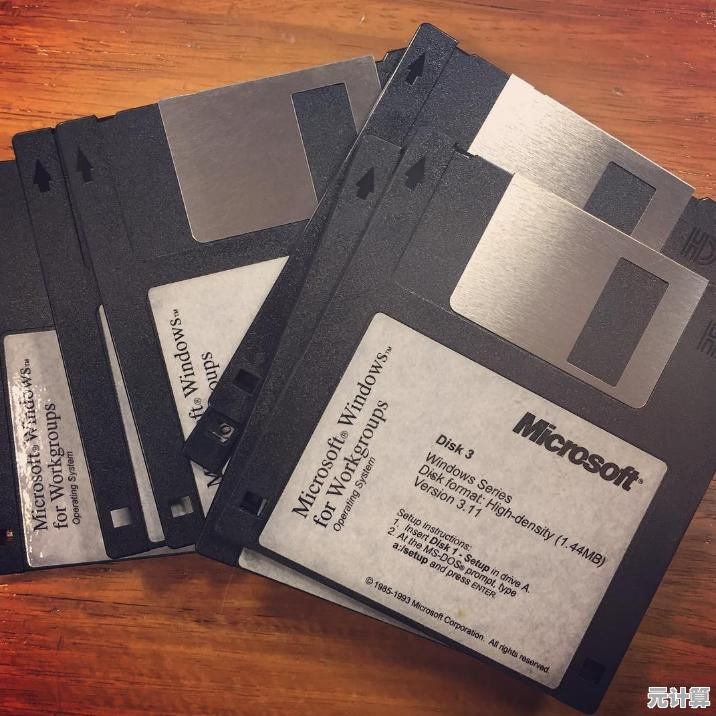 Microsoft® Windows™
for Workgroups
Operating System
Microsoft® Windows™
for Workgroups
Microsoft® Windows™
for Workgroups
Operating System
Microsoft®
Disk 3
Windows Series
Disk format: High-density (1.44MB)
Version 3.11
Setup instructions:
1. Insert Disk 1 - Setup in drive A.
2. At the MS-DOS® prompt, type
a:/setup and press ENTER.
© 1985-1993 Microsoft Corporation. All rights reserved.
HD
元计算